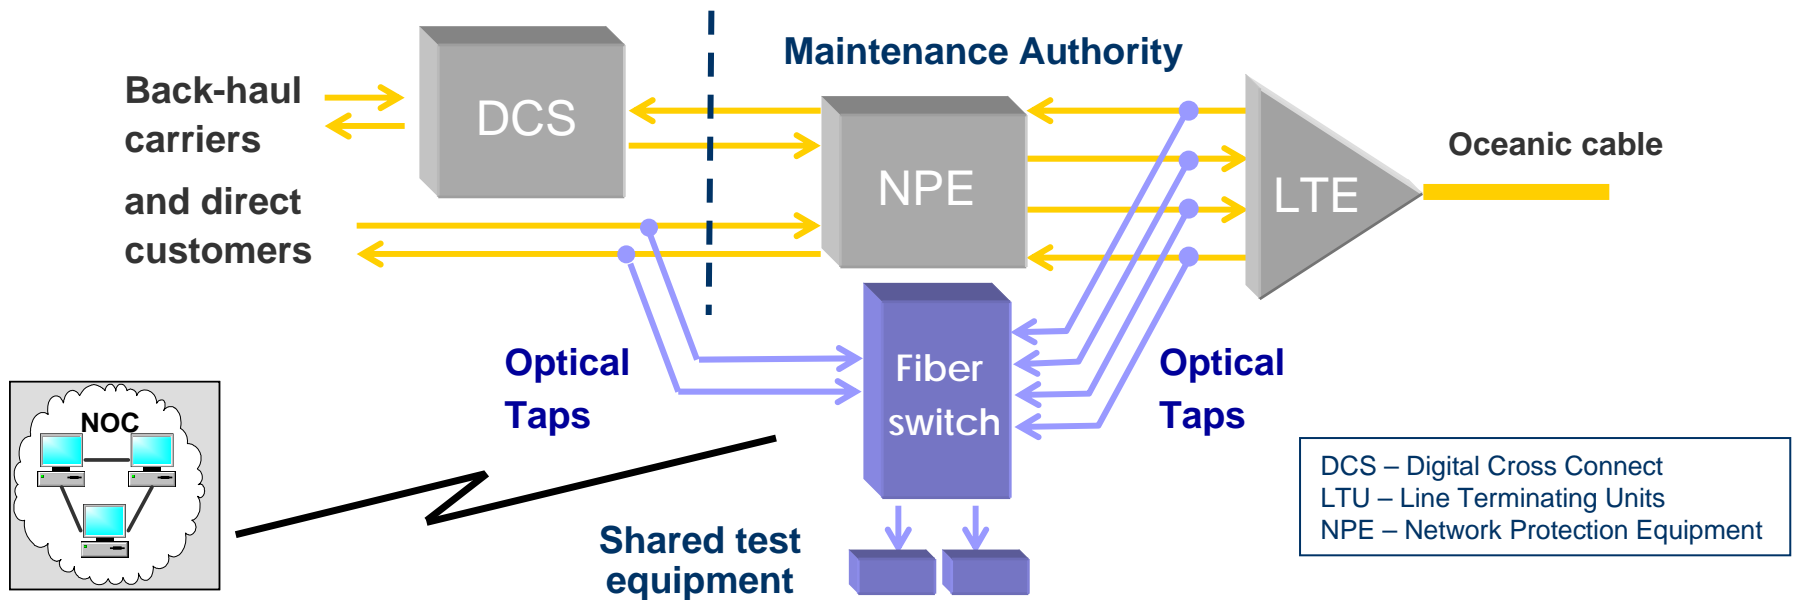 Maintenance Authority
Back-haul
carriers
and direct
customers
DCS
NPE
LTE
Oceanic cable
Optical
Taps
Fiber
switch
Optical
Taps
NOC
Shared test
equipment
DCS – Digital Cross Connect
LTU – Line Terminating Units
NPE – Network Protection Equipment